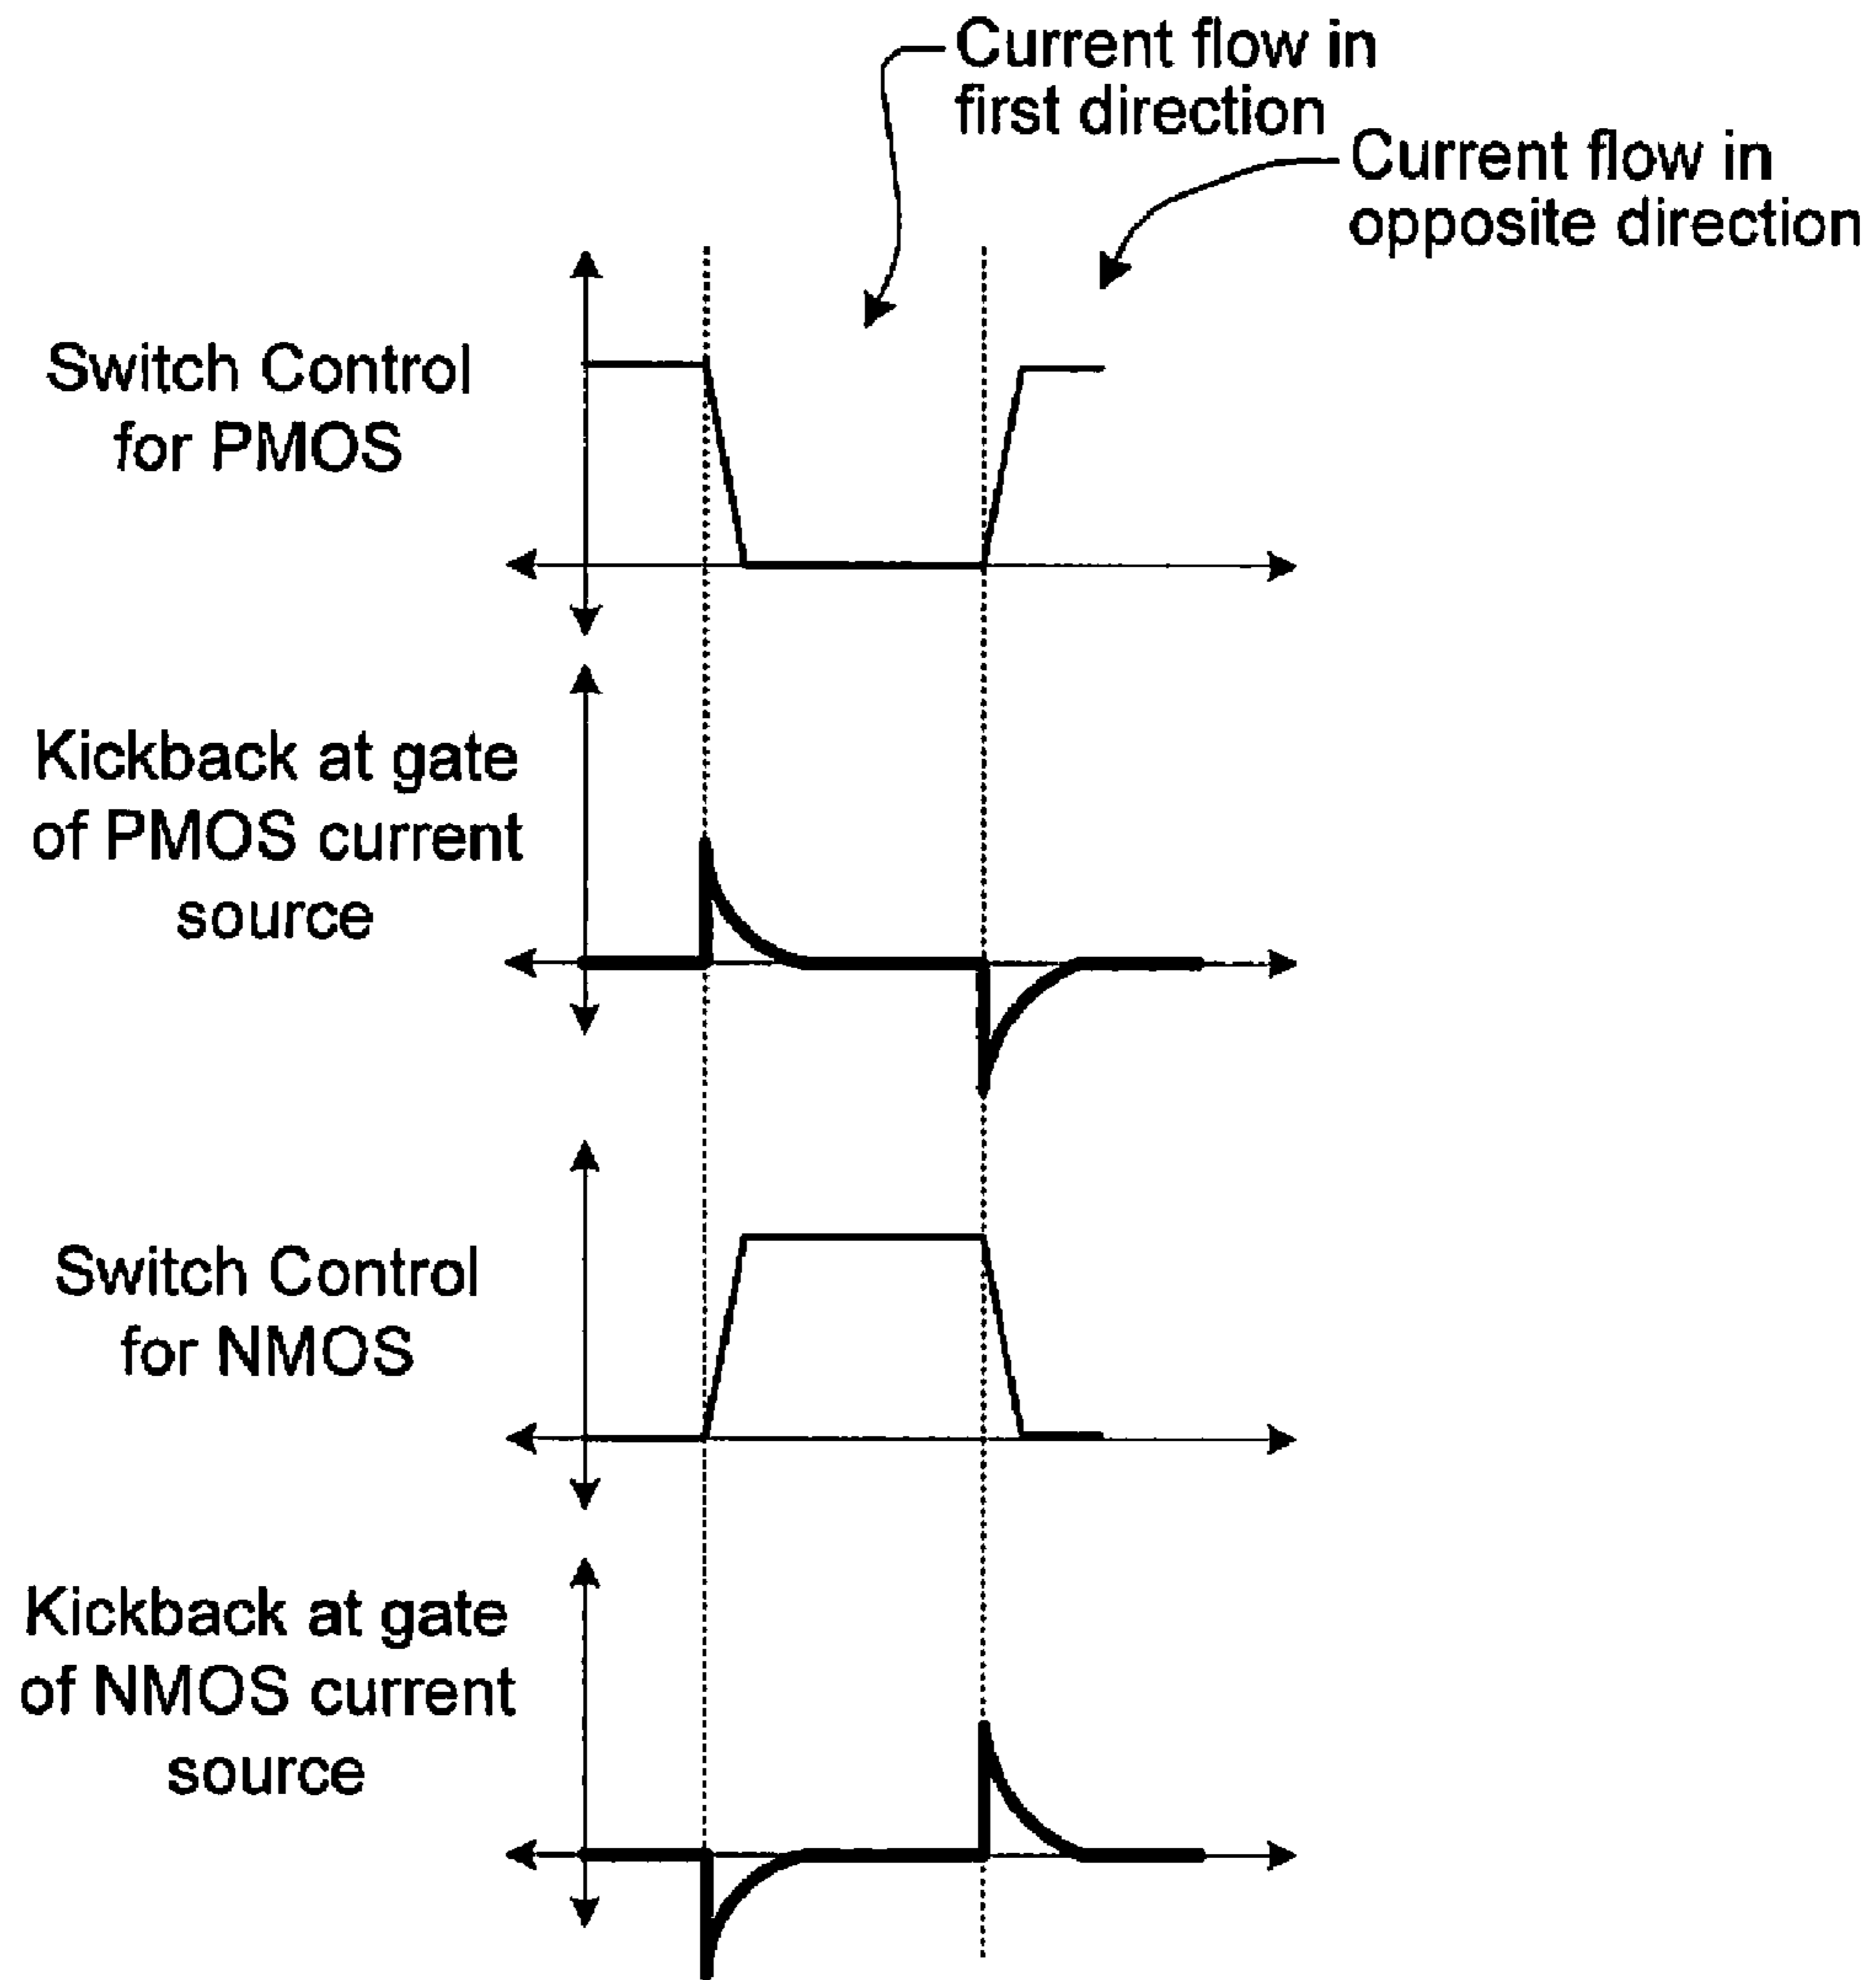 Current flow in
first direction
Current flow in
opposite direction
Switch Control
for PMOS
Kickback at gate
of PMOS current
source
Switch Control
for NMOS
Kickback at gate
of NMOS current
source